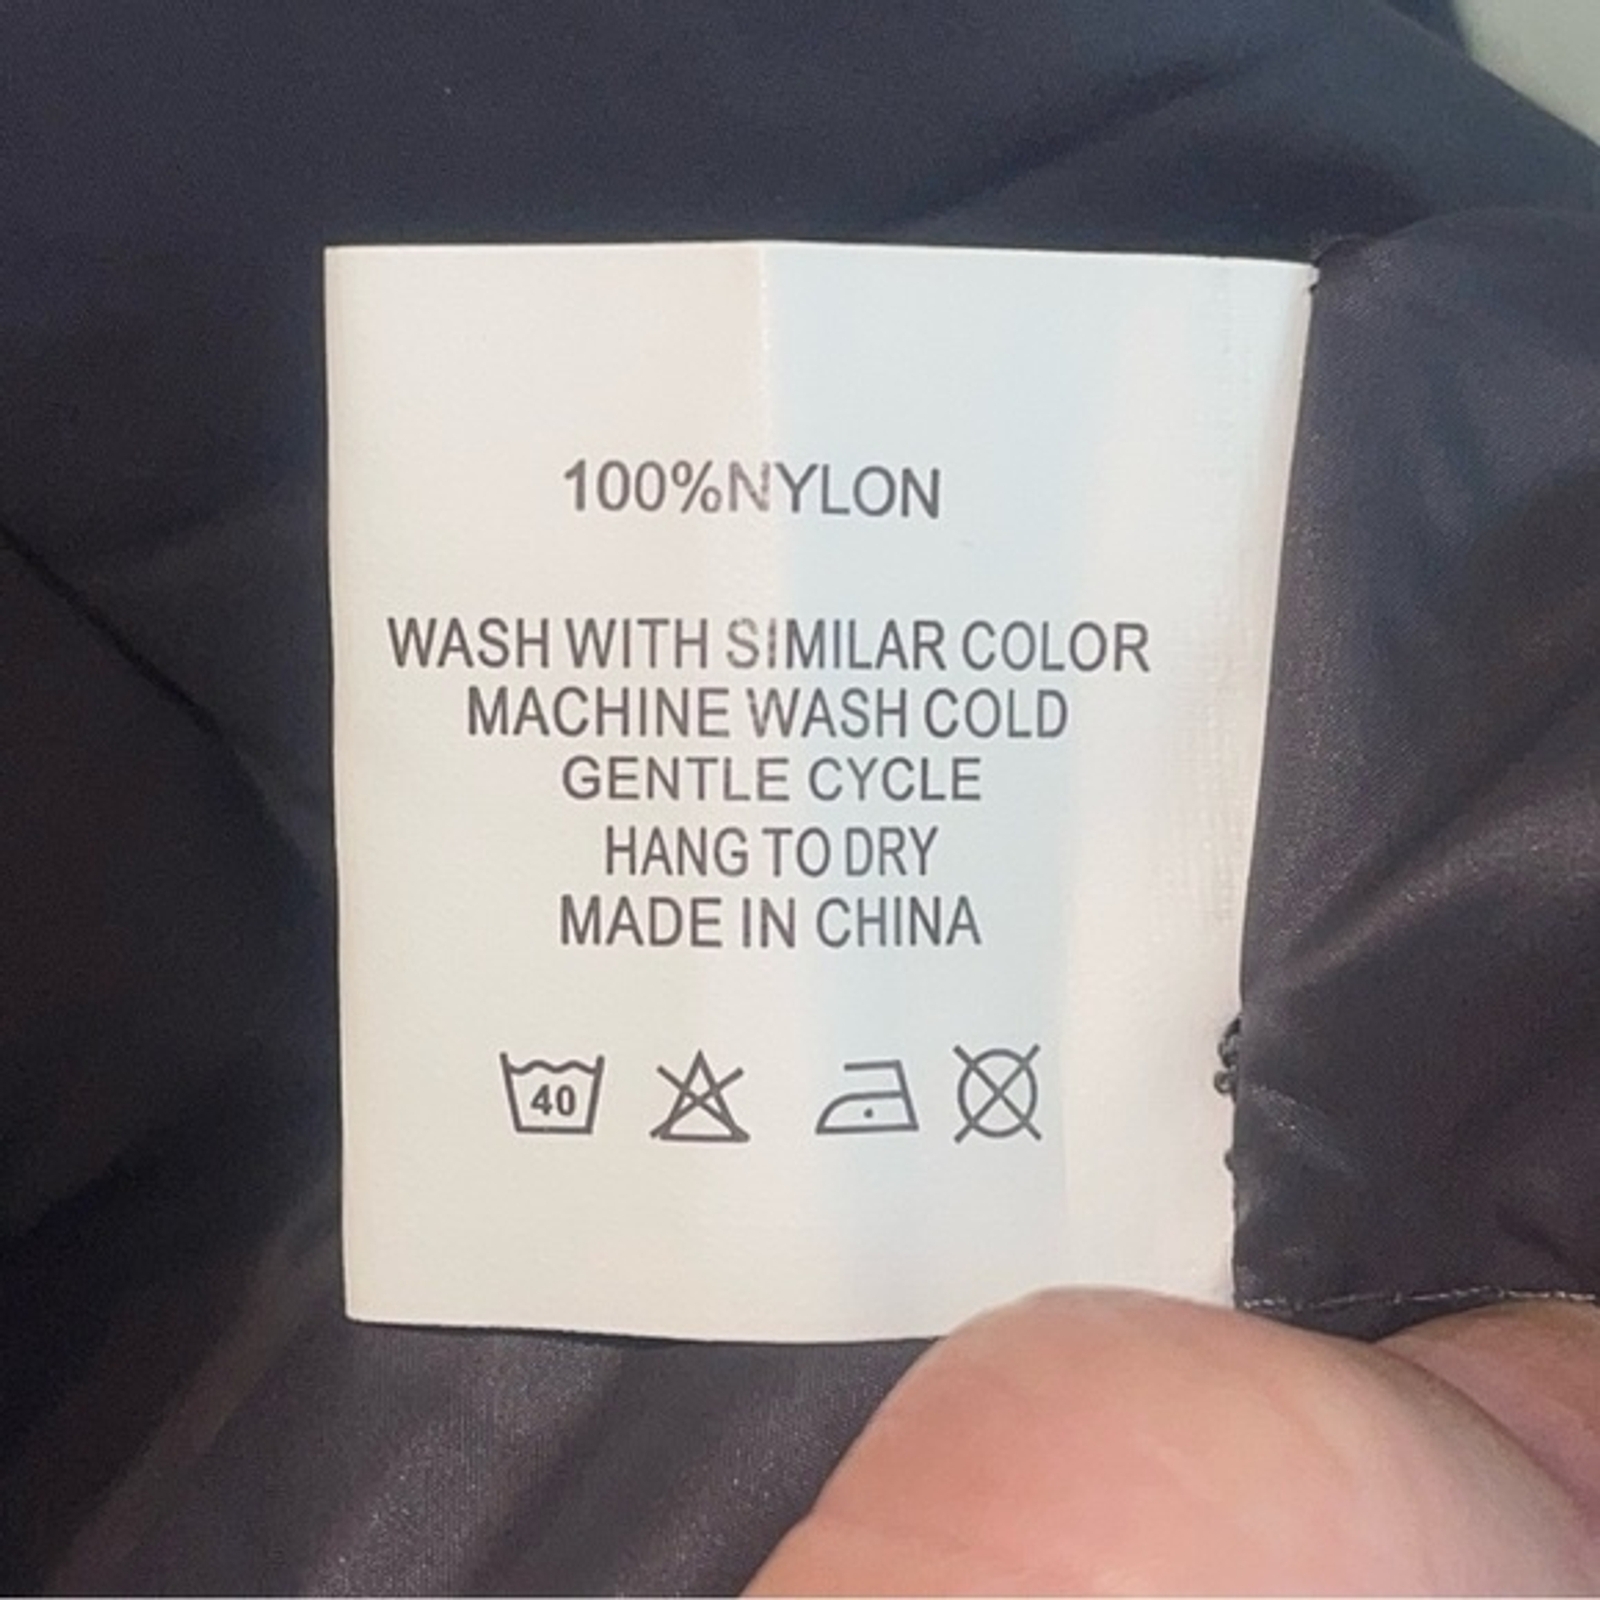 100%NYLON
WASH WITH SIMILAR COLOR
MACHINE WASH COLD
GENTLE CYCLE
HANG TO DRY
MADE IN CHINA
40